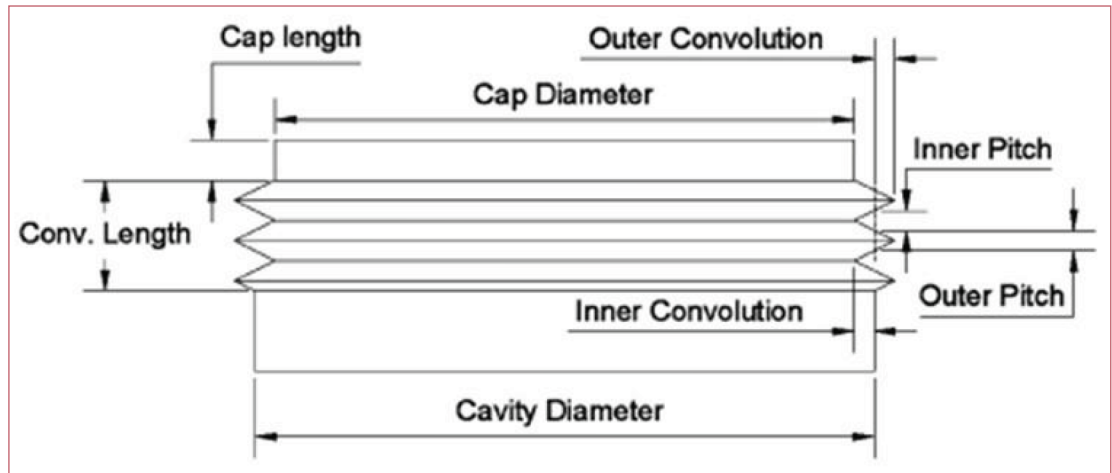 Cap length
Outer Convolution
Cap Diameter
Inner Pitch
Conv. Length
Outer Pitch
Inner Convolution
Cavity Diameter